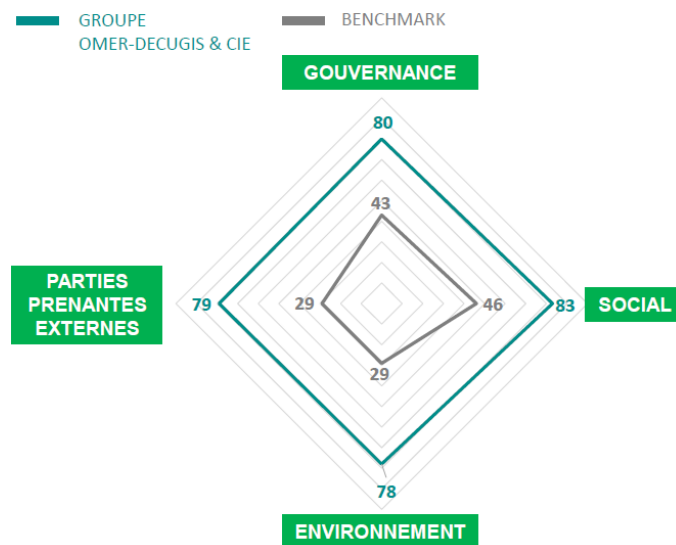 GROUPE
OMER-DECUGIS & CIE
BENCHMARK
GOUVERNANCE
80
43
PARTIES
PRENANTES
EXTERNES
79
29
46
83
SOCIAL
29
78
ENVIRONNEMENT